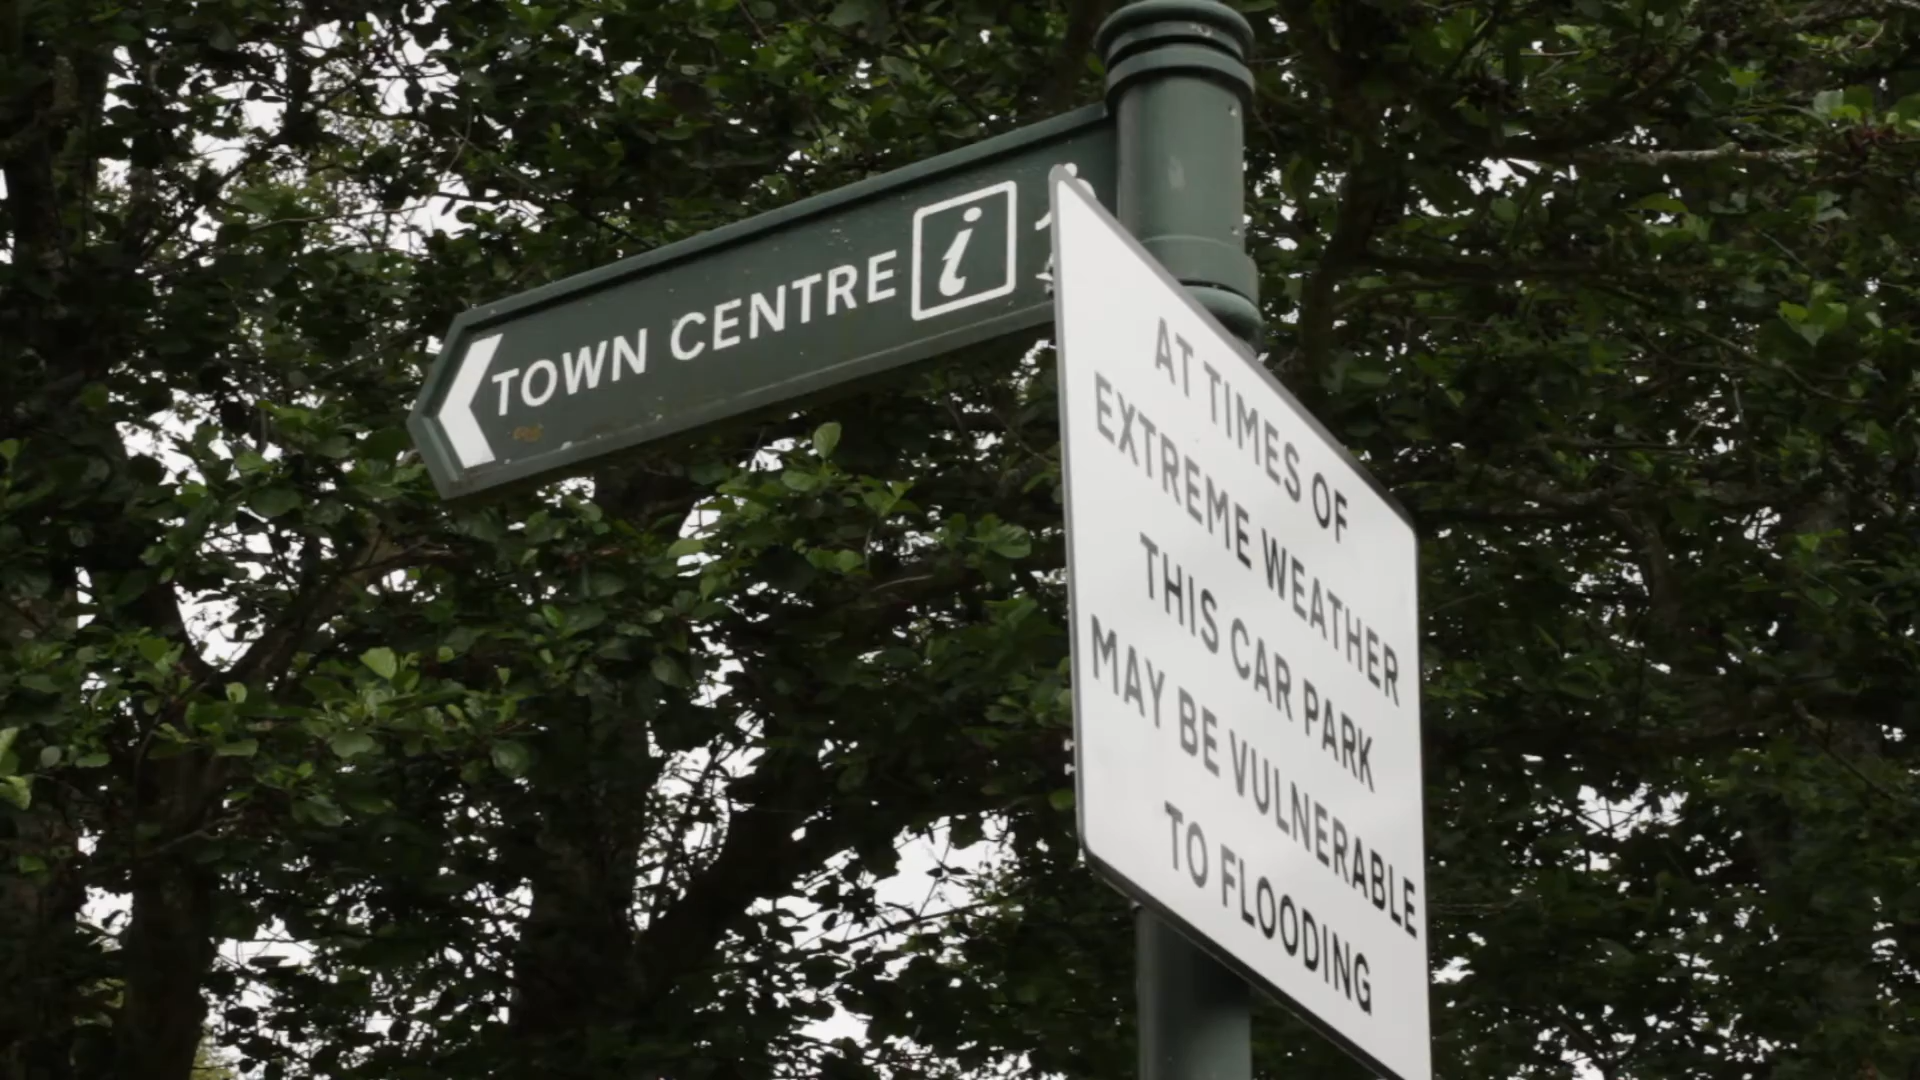 TOWN CENTRE i
AT TIMES OF
EXTREME WEATHER
THIS CAR PARK
MAY BE VULNERABLE
TO FLOODING